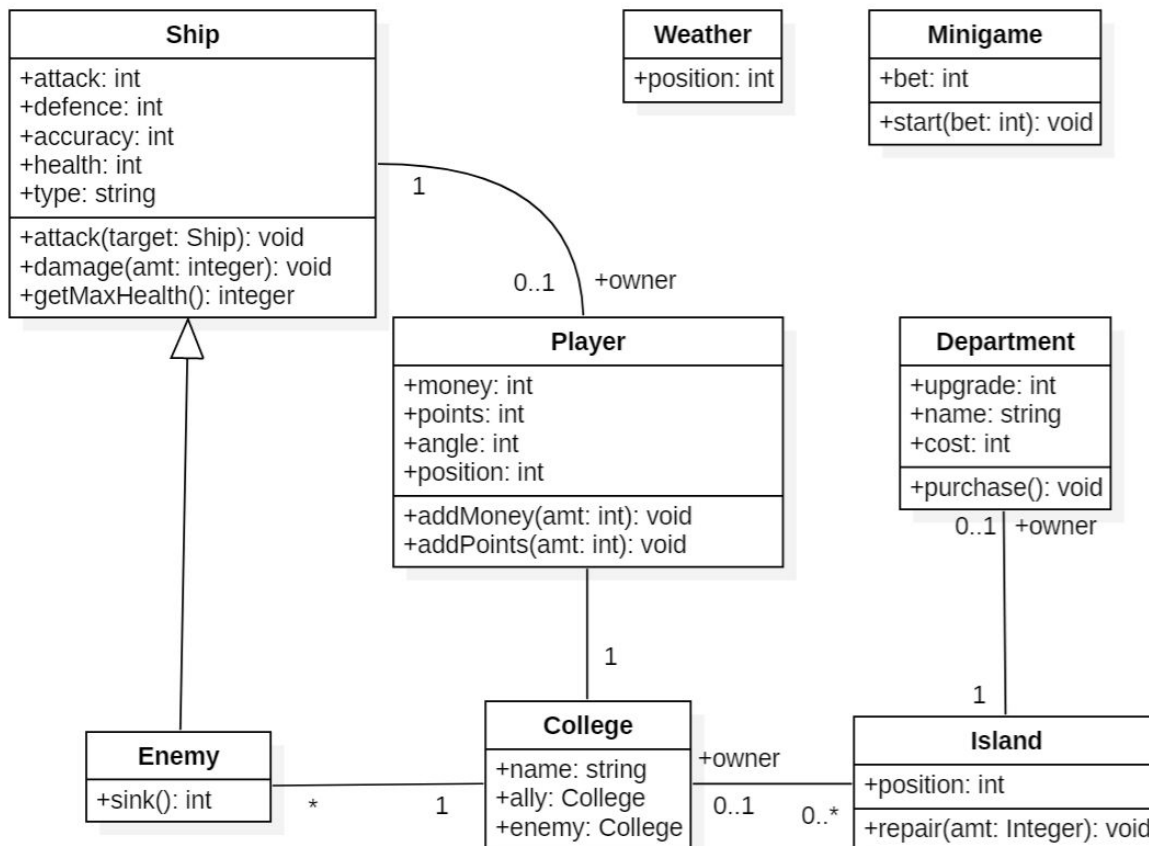 Ship
+attack: int
+defence: int
+accuracy: int
+health: int
+type: string
+attack(target: Ship): void
+damage(amt: integer): void
+getMaxHealth(): integer
Weather
+position: int
Minigame
+bet: int
+start(bet: int): void
1
0..1 +owner
Player
+money: int
+points: int
+angle: int
+position: int
+addMoney(amt: int): void
+addPoints(amt: int): void
Department
+upgrade: int
+name: string
+cost: int
+purchase(): void
0..1 +owner
1
1
Enemy
+sink(): int
* 1
College
+name: string
+ally: College
+enemy: College
+owner
0..1 0..*
Island
+position: int
+repair(amt: Integer): void